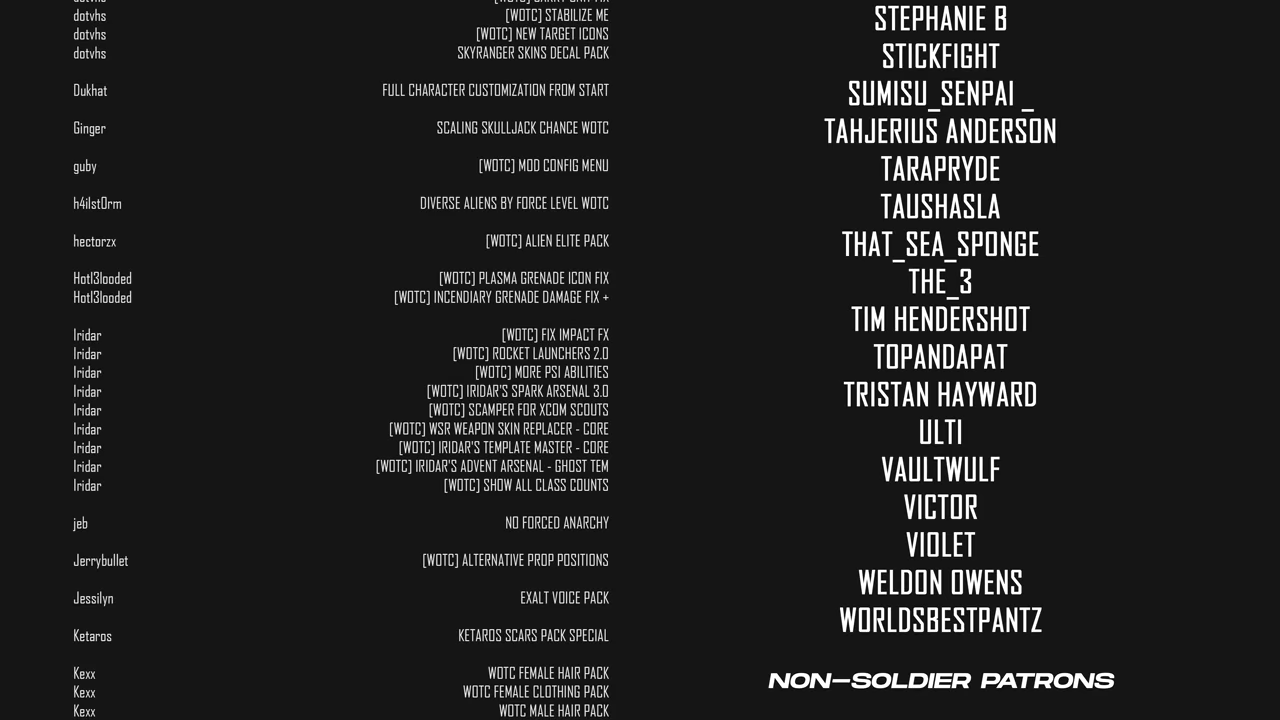 dotvhs [WOTC] STABILIZE ME
dotvhs [WOTC] NEW TARGET ICONS
dotvhs SKYRANGER SKINS DECAL PACK
Dukhat FULL CHARACTER CUSTOMIZATION FROM START
Ginger SCALING SKULLJACK CHANCE WOTC
guby [WOTC] MOD CONFIG MENU
h4ilst0rm DIVERSE ALIENS BY FORCE LEVEL WOTC
hectorzx [WOTC] ALIEN ELITE PACK
Hotl3looded [WOTC] PLASMA GRENADE ICON FIX
Hotl3looded [WOTC] INCENDIARY GRENADE DAMAGE FIX +
Iridar [WOTC] FIX IMPACT FX
Iridar [WOTC] ROCKET LAUNCHERS 2.0
Iridar [WOTC] MORE PSI ABILITIES
Iridar [WOTC] IRIDAR'S SPARK ARSENAL 3.0
Iridar [WOTC] SCAMPER FOR XCOM SCOUTS
Iridar [WOTC] WSR WEAPON SKIN REPLACER - CORE
Iridar [WOTC] IRIDAR'S TEMPLATE MASTER - CORE
Iridar [WOTC] IRIDAR'S ADVENT ARSENAL - GHOST TEM
Iridar [WOTC] SHOW ALL CLASS COUNTS
jeb NO FORCED ANARCHY
Jerrybullet [WOTC] ALTERNATIVE PROP POSITIONS
Jessilyn EXALT VOICE PACK
Ketaros KETAROS SCARS PACK SPECIAL
Kexx WOTC FEMALE HAIR PACK
Kexx WOTC FEMALE CLOTHING PACK
Kexx WOTC MALE HAIR PACK
STEPHANIE B
STICKFIGHT
SUMISU_SENPAI _
TAHJERIUS ANDERSON
TARAPRYDE
TAUSHASLA
THAT_SEA_SPONGE
THE_3
TIM HENDERSHOT
TOPANDAPAT
TRISTAN HAYWARD
ULTI
VAULTWULF
VICTOR
VIOLET
WELDON OWENS
WORLDSBESTPANTZ
NON-SOLDIER PATRONS